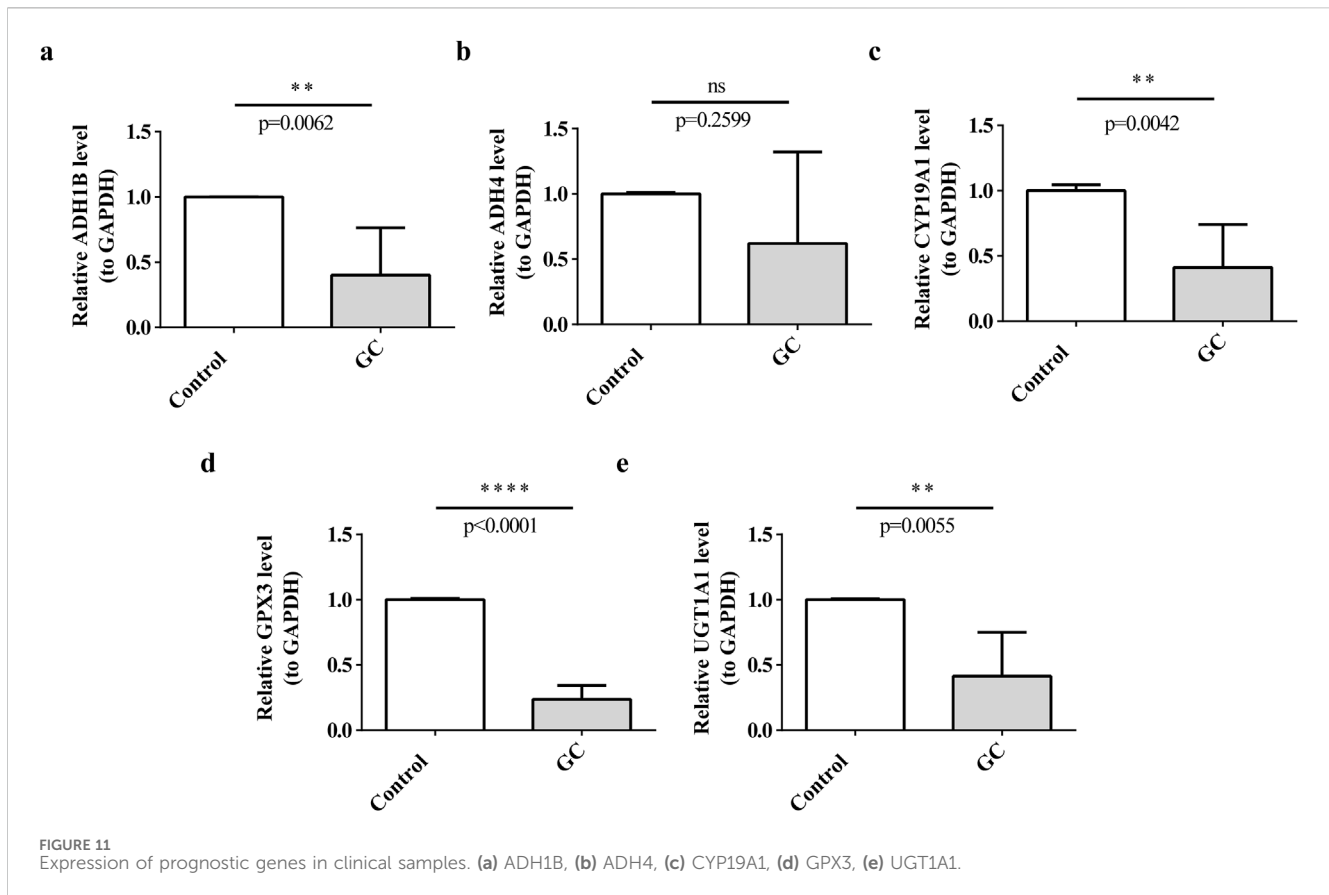 a
**
p=0.0062
Relative ADH1B level
(to GAPDH)
1.5
1.0
0.5
0.0
Control
GC
b
ns
p=0.2599
Relative ADH4 level
(to GAPDH)
1.5
1.0
0.5
0.0
Control
GC
c
**
p=0.0042
Relative CYP19A1 level
(to GAPDH)
1.5
1.0
0.5
0.0
Control
GC
d
****
p<0.0001
Relative GPX3 level
(to GAPDH)
1.5
1.0
0.5
0.0
Control
GC
e
**
p=0.0055
Relative UGT1A1 level
(to GAPDH)
1.5
1.0
0.5
0.0
Control
GC
FIGURE 11
Expression of prognostic genes in clinical samples. (a) ADH1B, (b) ADH4, (c) CYP19A1, (d) GPX3, (e) UGT1A1.